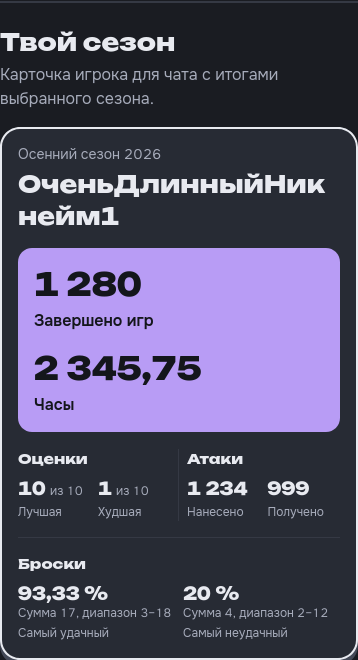 Твой сезон
Карточка игрока для чата с итогами
выбранного сезона.
Осенний сезон 2026
ОченьДлинныйНик
нейм1
1 280
Завершено игр
2 345,75
Часы
Оценки
10 из 10 1 из 10
Лучшая Худшая
Атаки
1 234 999
Нанесено Получено
Броски
93,33 % 20 %
Сумма 17, диапазон 3–18 Сумма 4, диапазон 2–12
Самый удачный Самый неудачный